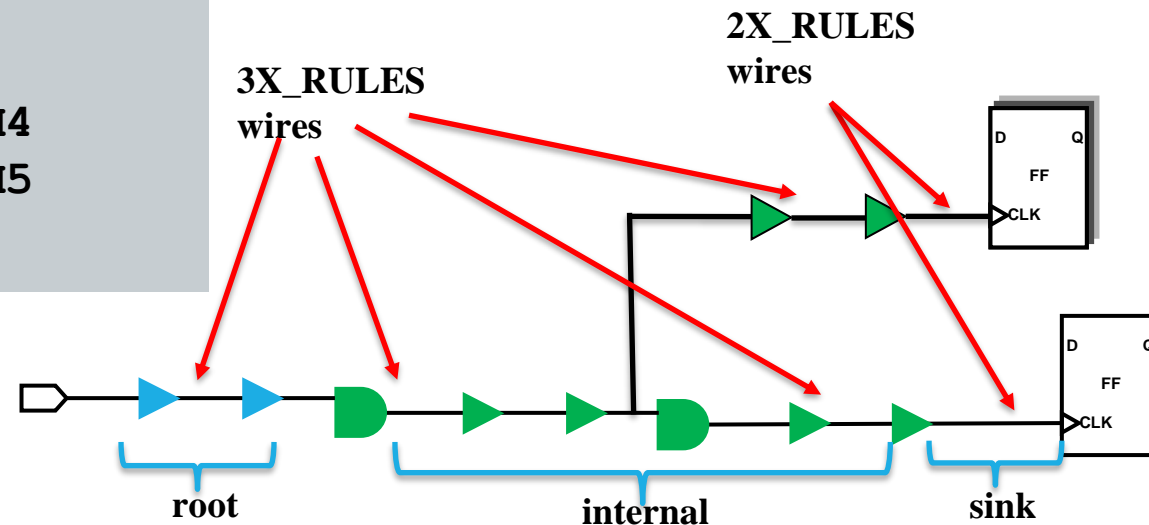 2X_RULES
wires
3X_RULES
wires
D
Q
FF
CLK
D
FF
CLK
root
internal
sink